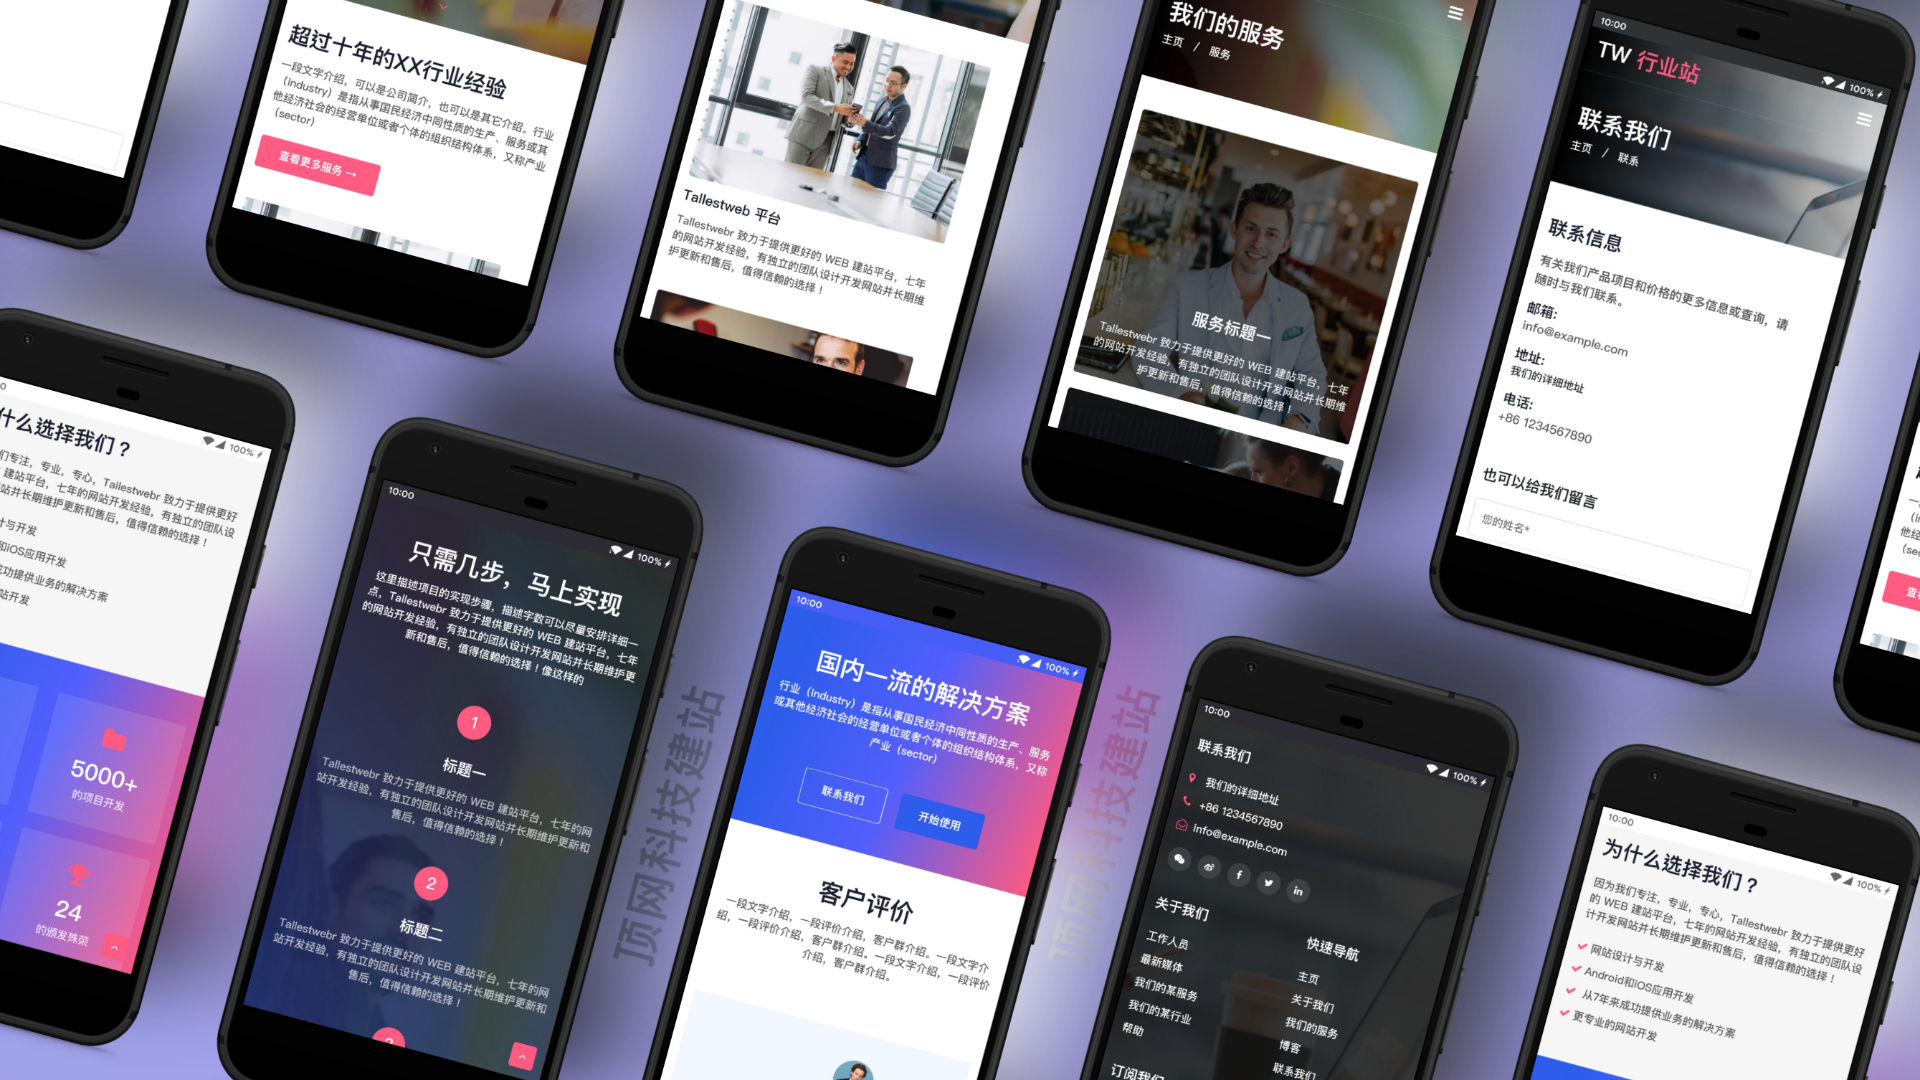 超过十年的XX行业经验
一段文字介绍，可以是公司简介，也可以是其它介绍。行业
（industry）是指从事国民经济中同性质的生产、服务或其
他经济社会的经营单位或者个体的组织结构体系，又称产业
（sector）
查看更多服务 →
Tallestweb 平台
Tallestwebr 致力于提供更好的 WEB 建站平台，七年
的网站开发经验，有独立的团队设计开发网站并长期维
护更新和售后，值得信赖的选择！
我们的服务
主页 / 服务
服务标题一
Tallestwebr 致力于提供更好的 WEB 建站平台，七年
的网站开发经验，有独立的团队设计开发网站并长期维
护更新和售后，值得信赖的选择！
10:00
100%
TW 行业站
联系我们
主页 / 联系
联系信息
有关我们产品项目和价格的更多信息或查询，请
随时与我们联系。
邮箱:
info@example.com
地址:
我们的详细地址
电话:
+86 1234567890
也可以给我们留言
您的姓名*
100%
什么选择我们？
们专注，专业，专心，Tallestwebr 致力于提供更好
建站平台，七年的网站开发经验，有独立的团队设
站并长期维护更新和售后，值得信赖的选择！
计与开发
和iOS应用开发
成功提供业务的解决方案
站开发
5000+
的项目开发
24
的颁发殊荣
10:00
100%
只需几步，马上实现
这里描述项目的实现步骤，描述字数可以尽量安排详细一
点，Tallestwebr 致力于提供更好的 WEB 建站平台，七年
的网站开发经验，有独立的团队设计开发网站并长期维护更
新和售后，值得信赖的选择！像这样的
1
标题一
Tallestwebr 致力于提供更好的 WEB 建站平台，七年的网
站开发经验，有独立的团队设计开发网站并长期维护更新和
售后，值得信赖的选择！
2
标题二
Tallestwebr 致力于提供更好的 WEB 建站平台，七年的网
站开发经验，有独立的团队设计开发网站并长期维护更新和
售后，值得信赖的选择！
顶网科技建站
10:00
100%
国内一流的解决方案
行业（industry）是指从事国民经济中同性质的生产、服务
或其他经济社会的经营单位或者个体的组织结构体系，又称
产业（sector）
联系我们
开始使用
客户评价
一段文字介绍，一段评价介绍，客户群介绍。一段文字介
绍，一段评价介绍，客户群介绍。一段文字介绍，一段评价
介绍，客户群介绍。
顶网科技建站
10:00
100%
联系我们
我们的详细地址
+86 1234567890
info@example.com
关于我们
工作人员
最新媒体
我们的某服务
我们的某行业
帮助
快速导航
主页
关于我们
我们的服务
博客
联系我们
订阅我们
10:00
100%
为什么选择我们？
因为我们专注，专业，专心，Tallestwebr 致力于提供更好
的 WEB 建站平台，七年的网站开发经验，有独立的团队设
计开发网站并长期维护更新和售后，值得信赖的选择！
网站设计与开发
Android和iOS应用开发
从7年来成功提供业务的解决方案
更专业的网站开发